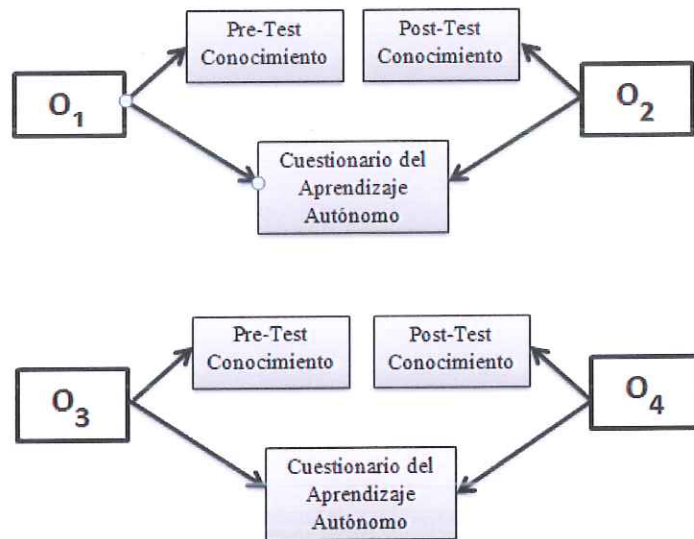 Pre-Test
Conocimiento
Post-Test
Conocimiento
O1
O2
Cuestionario del
Aprendizaje
Autónomo
Pre-Test
Conocimiento
Post-Test
Conocimiento
O3
O4
Cuestionario del
Aprendizaje
Autónomo